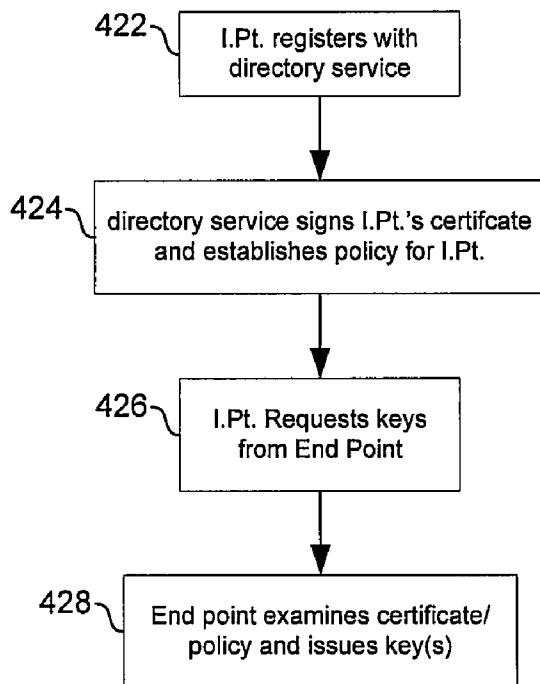 422
I.Pt. registers with
directory service
424
directory service signs I.Pt.'s certifcate
and establishes policy for I.Pt.
426
I.Pt. Requests keys
from End Point
428
End point examines certificate/
policy and issues key(s)